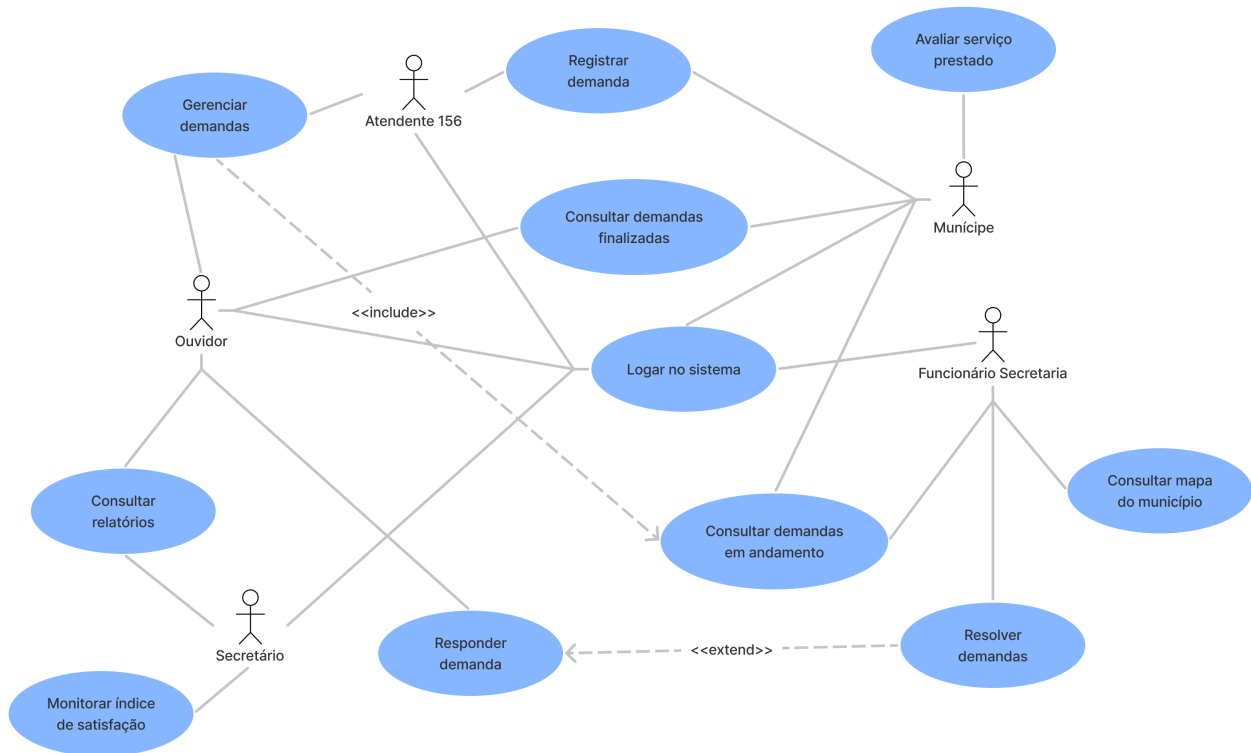 Avaliar serviço
prestado
Registrar
demanda
Gerenciar
demandas
Atendente 156
Consultar demandas
finalizadas
Munícipe
<<include>>
Ouvidor
Logar no sistema
Funcionário Secretaria
Consultar
relatórios
Consultar mapa
do município
Consultar demandas
em andamento
Secretário
Responder
demanda
<<extend>>
Resolver
demandas
Monitorar índice
de satisfação